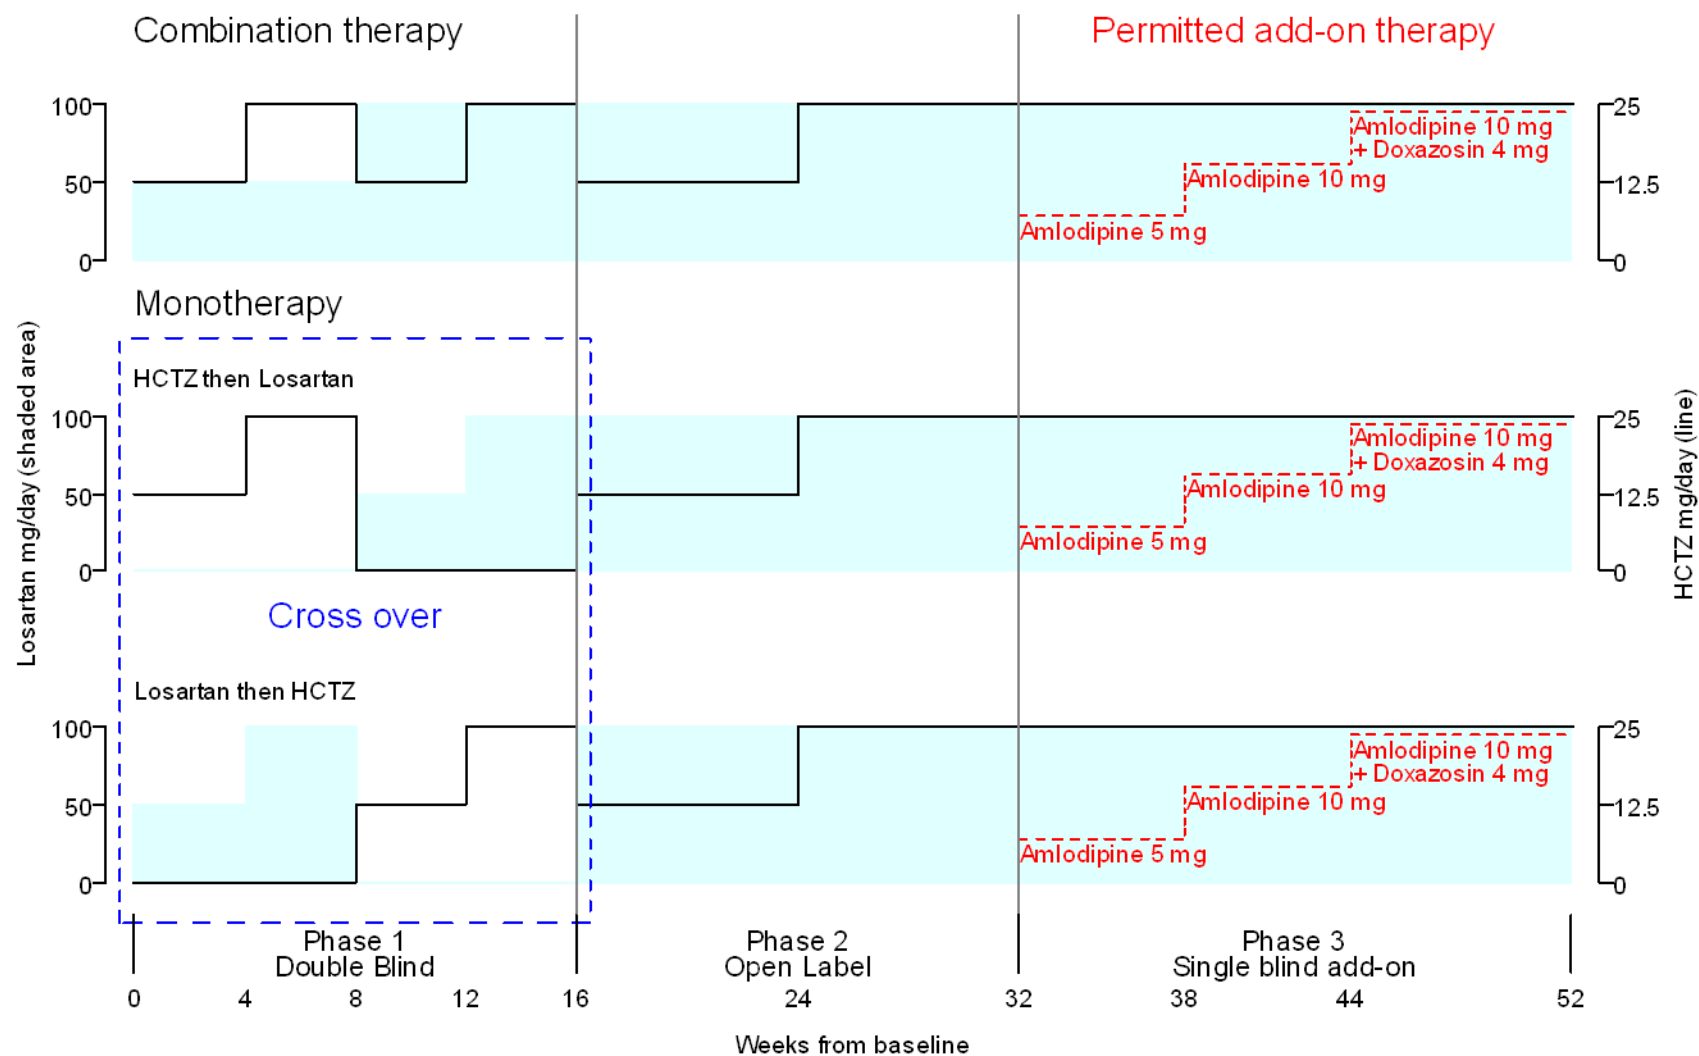 Combination therapy
Permitted add-on therapy
100
50
0
25
12.5
0
Amlodipine 5 mg
Amlodipine 10 mg
Amlodipine 10 mg
+ Doxazosin 4 mg
Monotherapy
HCTZ then Losartan
100
50
0
25
12.5
0
Amlodipine 5 mg
Amlodipine 10 mg
Amlodipine 10 mg
+ Doxazosin 4 mg
Losartan mg/day (shaded area)
HCTZ mg/day (line)
Cross over
Losartan then HCTZ
100
50
0
25
12.5
0
Amlodipine 5 mg
Amlodipine 10 mg
Amlodipine 10 mg
+ Doxazosin 4 mg
Phase 1
Double Blind
Phase 2
Open Label
Phase 3
Single blind add-on
0 4 8 12 16 24 32 38 44 52
Weeks from baseline